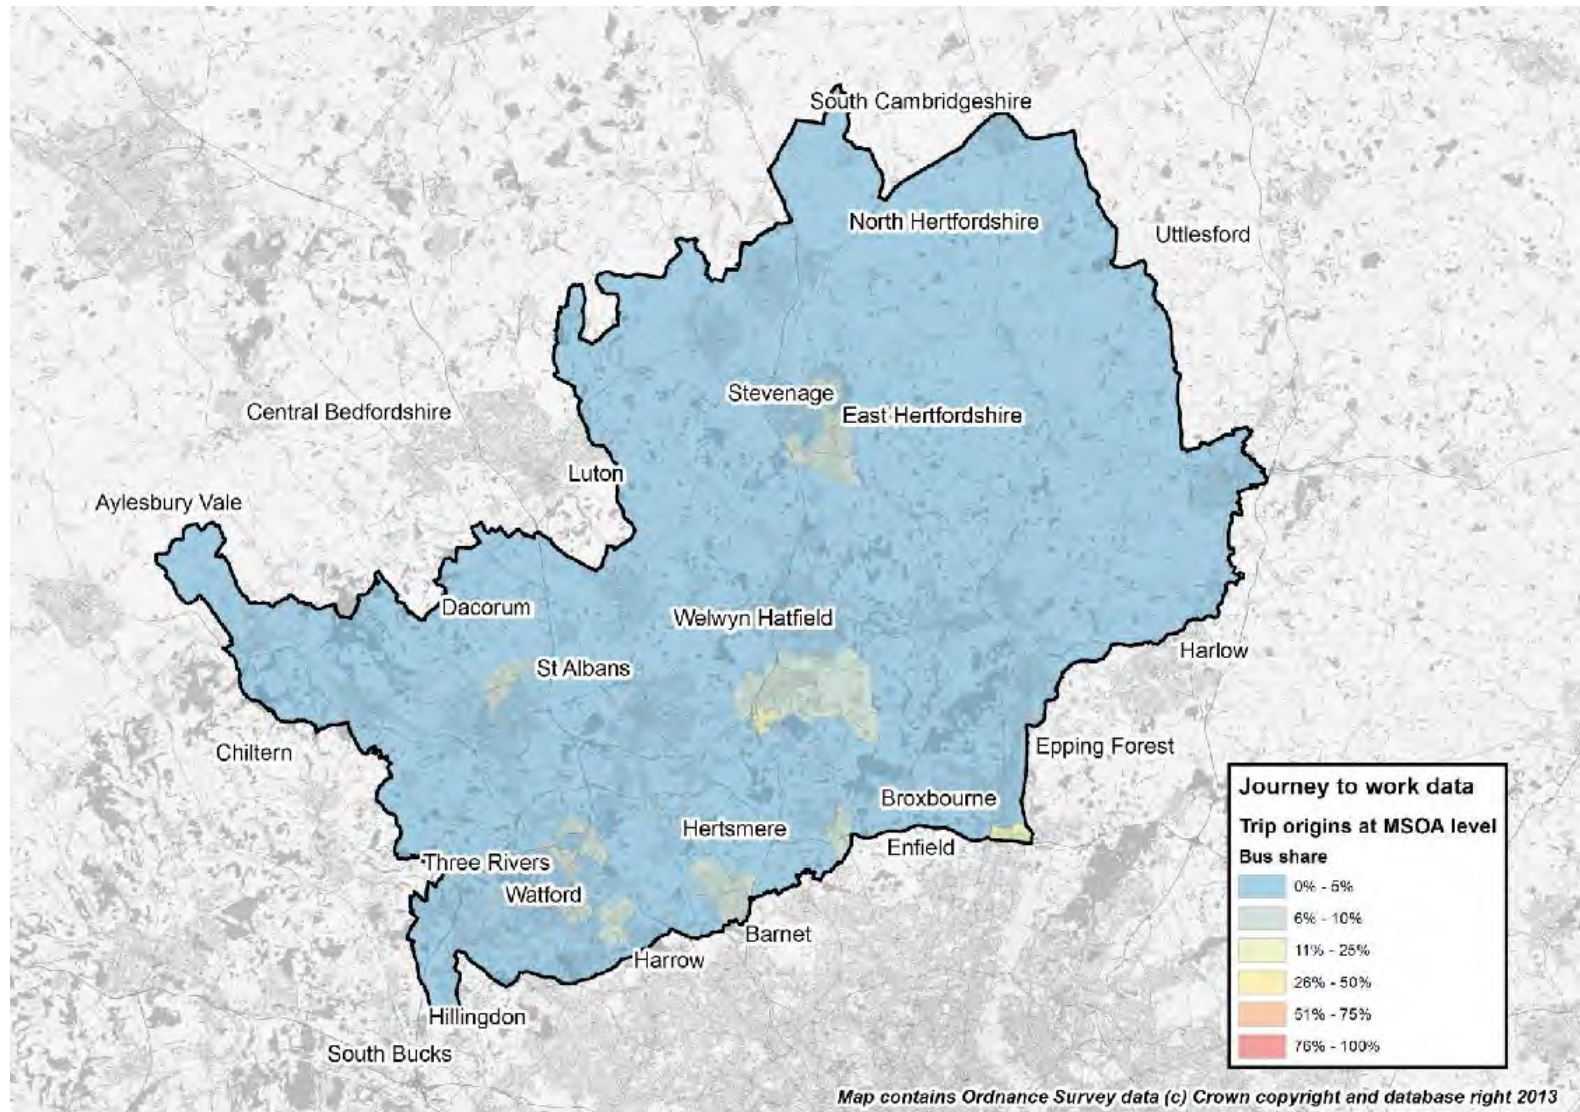 South Cambridgeshire
North Hertfordshire
Uttlesford
Stevenage
East Hertfordshire
Central Bedfordshire
Luton
Aylesbury Vale
Dacorum
Welwyn Hatfield
Harlow
St Albans
Chiltern
Epping Forest
Broxbourne
Hertsmere
Enfield
Three Rivers
Watford
Barnet
Harrow
Hillingdon
South Bucks
Journey to work data
Trip origins at MSOA level
Bus share
0% - 5%
6% - 10%
11% - 25%
26% - 50%
51% - 75%
76% - 100%
Map contains Ordnance Survey data (c) Crown copyright and database right 2013